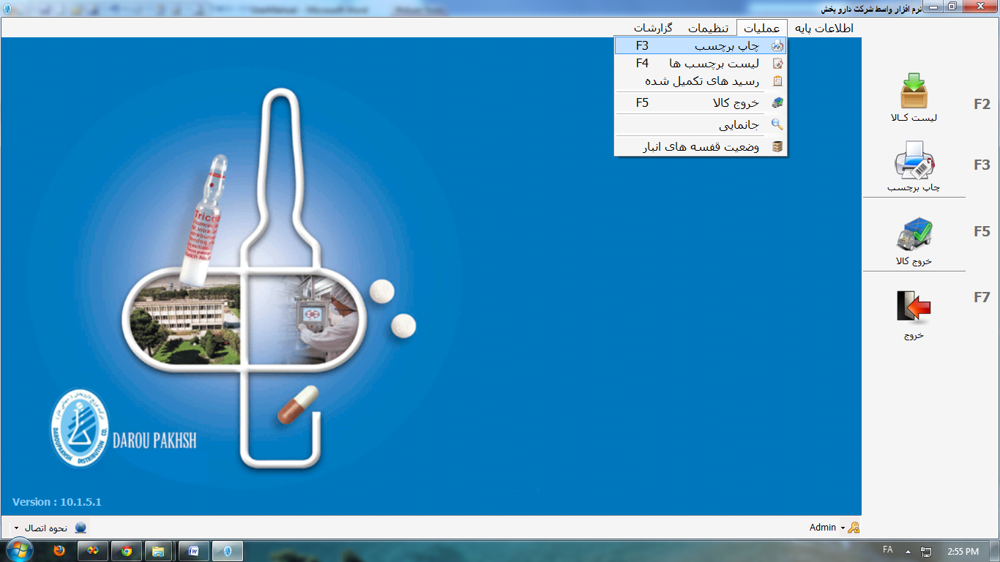 نرم افزار واسط شرکت دارو بخش
اطلاعات پایه
عملیات
تنظیمات
گزارشات
چاپ برچسب F3
لیست برچسب ها F4
رسید های تکمیل شده
خروج کالا F5
جانمایی
وضعیت قفسه های انبار
F2
لیست کـالا
F3
چاپ برچسب
F5
خروج کالا
F7
خروج
DAROUPAKHSH DISTRIBUTION CO.
DAROU PAKHSH
Version : 10.1.5.1
نحوه اتصال
Admin
FA
2:55 PM